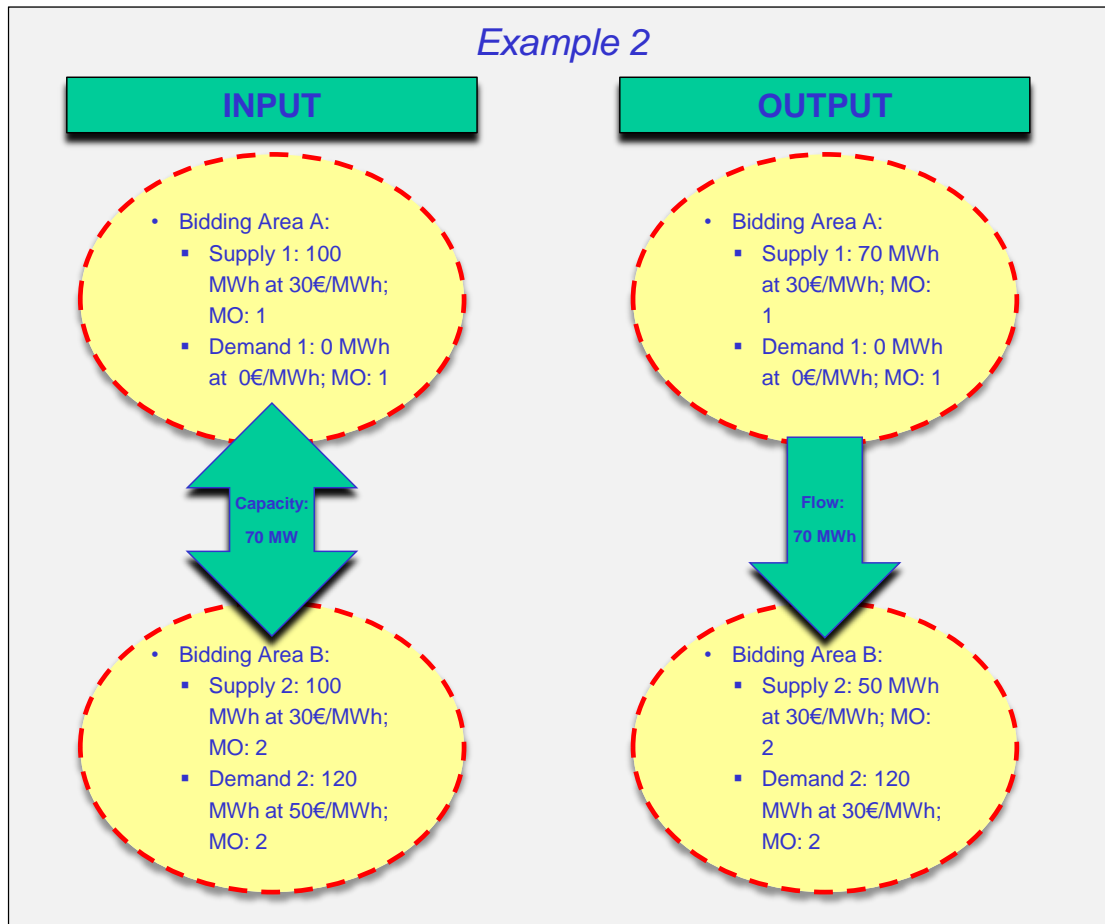 Example 2
INPUT
• Bidding Area A:
▪ Supply 1: 100
MWh at 30€/MWh;
MO: 1
▪ Demand 1: 0 MWh
at 0€/MWh; MO: 1
Capacity:
70 MW
• Bidding Area B:
▪ Supply 2: 100
MWh at 30€/MWh;
MO: 2
▪ Demand 2: 120
MWh at 50€/MWh;
MO: 2
OUTPUT
• Bidding Area A:
▪ Supply 1: 70 MWh
at 30€/MWh; MO:
1
▪ Demand 1: 0 MWh
at 0€/MWh; MO: 1
Flow:
70 MWh
• Bidding Area B:
▪ Supply 2: 50 MWh
at 30€/MWh; MO:
2
▪ Demand 2: 120
MWh at 30€/MWh;
MO: 2